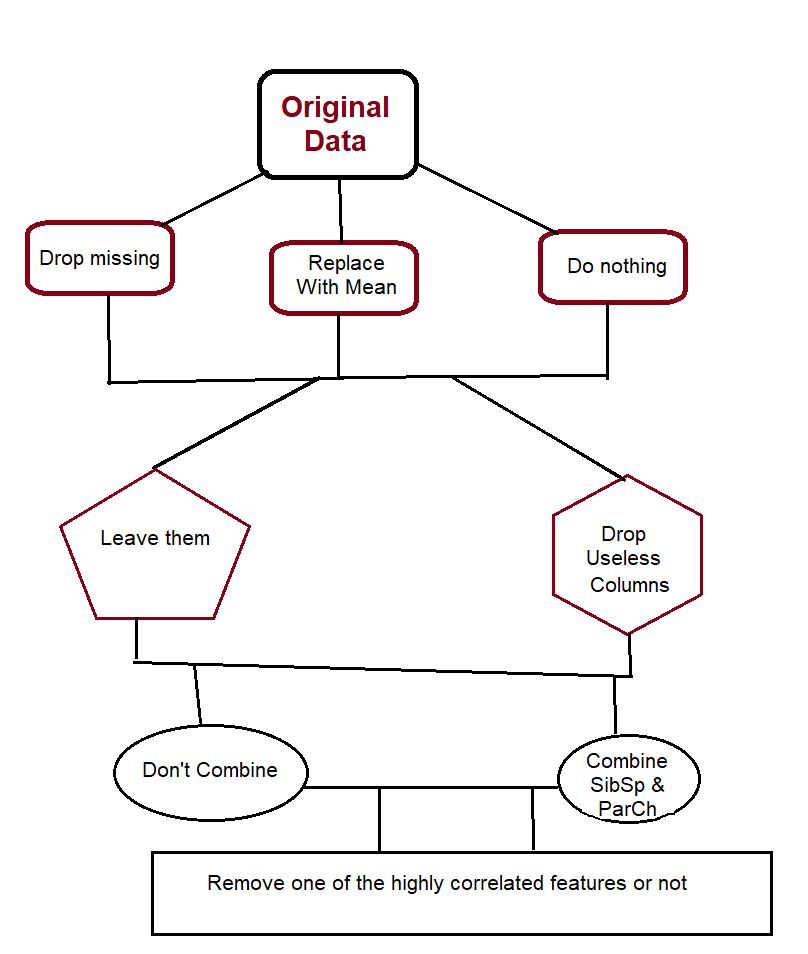 Original
Data
Drop missing
Replace
With Mean
Do nothing
Leave them
Drop
Useless
Columns
Don't Combine
Combine
SibSp &
ParCh
Remove one of the highly correlated features or not